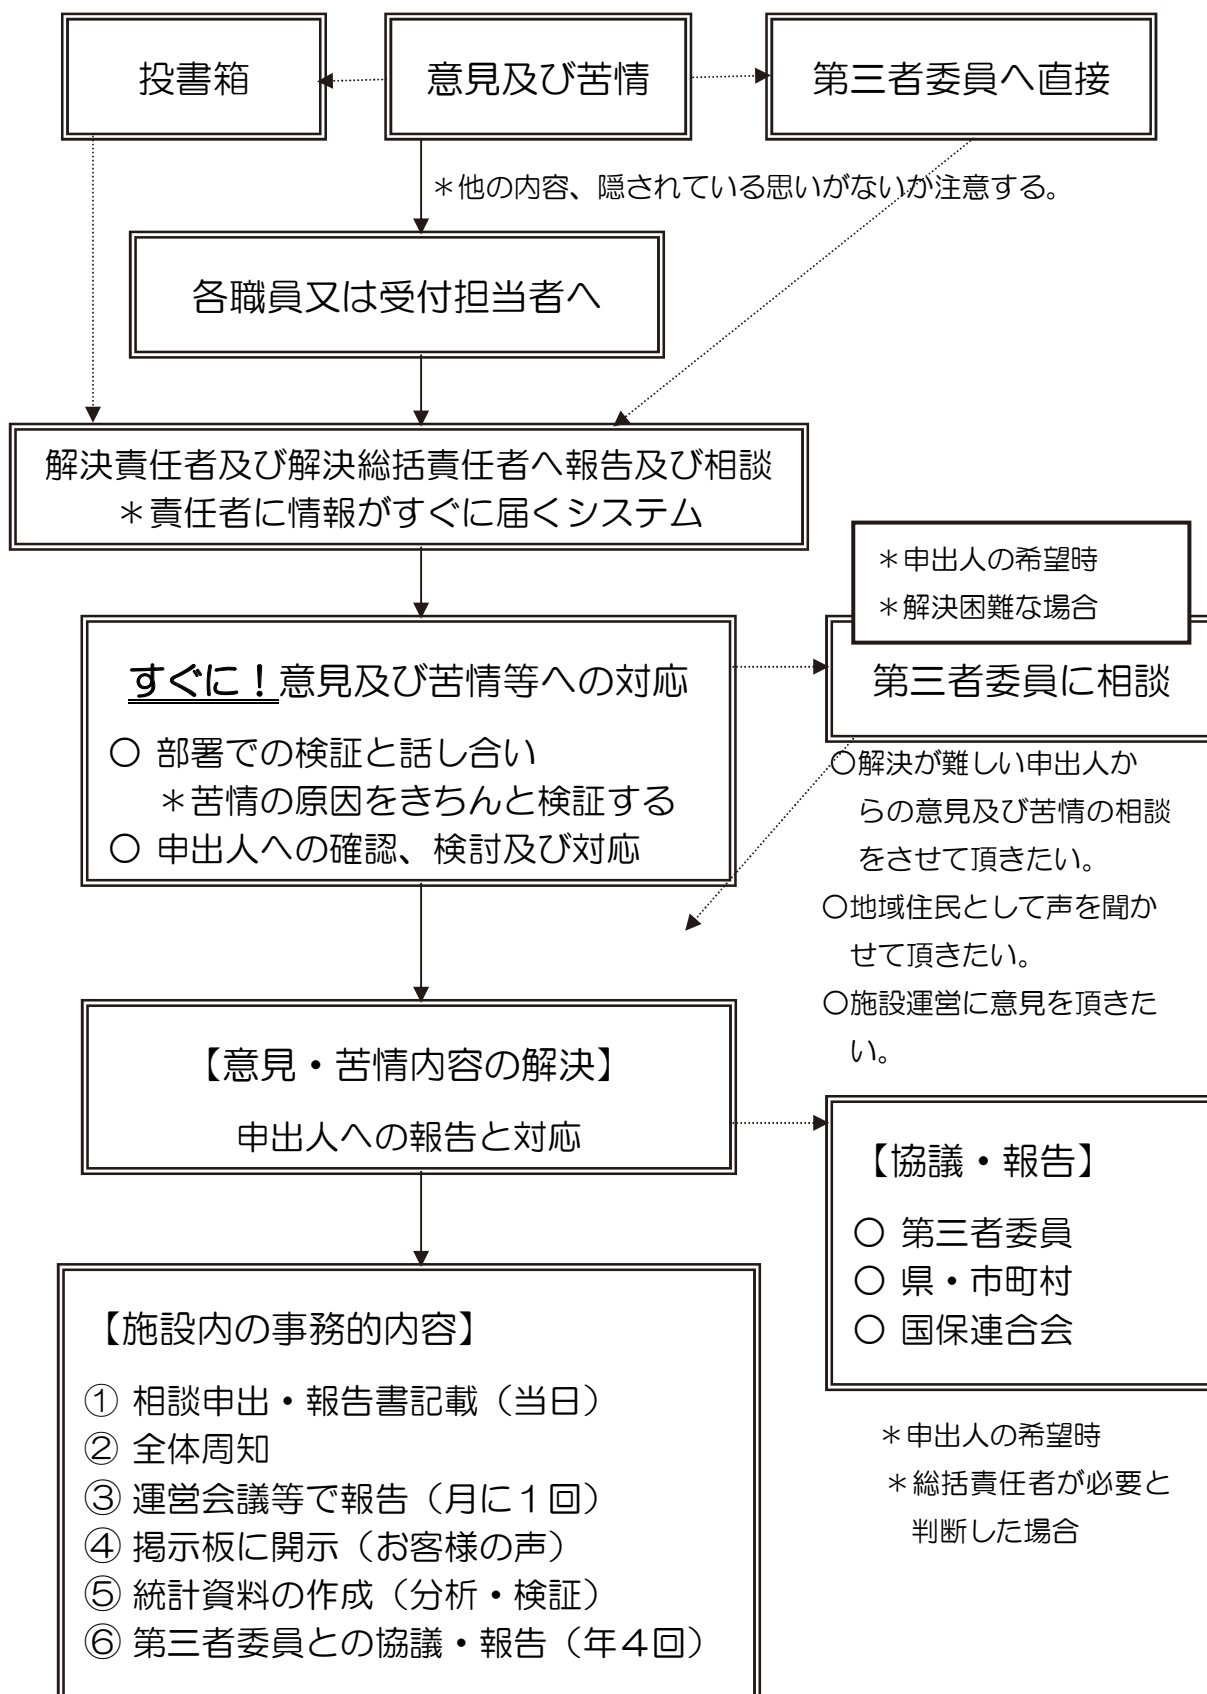 投書箱
意見及び苦情
第三者委員へ直接
＊他の内容、隠されている思いがないか注意する。
各職員又は受付担当者へ
解決責任者及び解決総括責任者へ報告及び相談
＊責任者に情報がすぐに届くシステム
＊申出人の希望時
＊解決困難な場合
すぐに！意見及び苦情等への対応
○ 部署での検証と話し合い
＊苦情の原因をきちんと検証する
○ 申出人への確認、検討及び対応
第三者委員に相談
○解決が難しい申出人か
らの意見及び苦情の相談
をさせて頂きたい。
○地域住民として声を聞か
せて頂きたい。
○施設運営に意見を頂きた
い。
【意見・苦情内容の解決】
申出人への報告と対応
【協議・報告】
○ 第三者委員
○ 県・市町村
○ 国保連合会
＊申出人の希望時
＊総括責任者が必要と
判断した場合
【施設内の事務的内容】
① 相談申出・報告書記載（当日）
② 全体周知
③ 運営会議等で報告（月に１回）
④ 掲示板に開示（お客様の声）
⑤ 統計資料の作成（分析・検証）
⑥ 第三者委員との協議・報告（年４回）